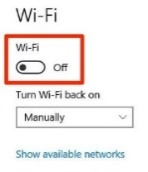 Wi-Fi
Wi-Fi
Off
Turn Wi-Fi back on
Manually
Show available networks